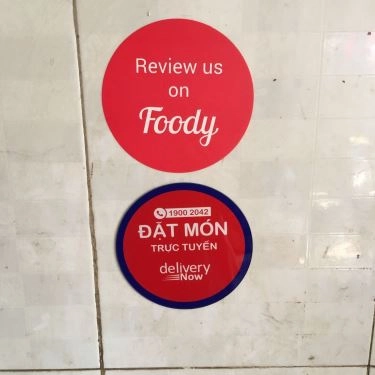 Review us
on
Foody
1900 2042
ĐẶT MÓN
TRỰC TUYẾN
delivery
Now